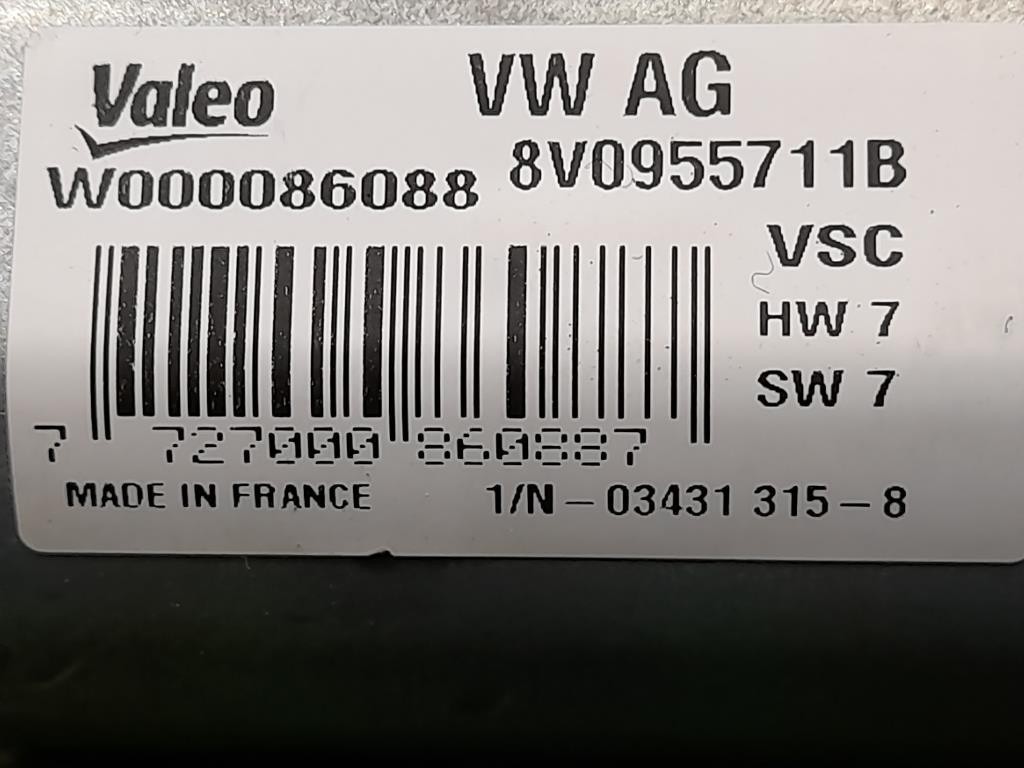 Valeo
VW AG
W000086088
8V0955711B
VSC
HW 7
SW 7
7 727000 860887
MADE IN FRANCE
1/N - 03431 315 - 8